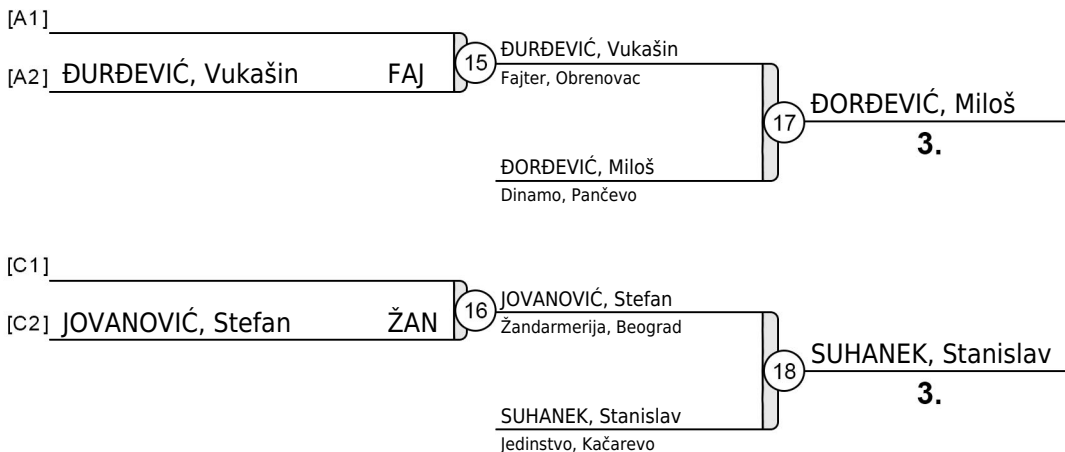 [A1]
[A2] ĐURĐEVIĆ, Vukašin FAJ
15
ĐURĐEVIĆ, Vukašin
Fajter, Obrenovac
17
ĐORĐEVIĆ, Miloš
3.
ĐORĐEVIĆ, Miloš
Dinamo, Pančevo
[C1]
[C2] JOVANOVIĆ, Stefan ŽAN
16
JOVANOVIĆ, Stefan
Žandarmerija, Beograd
18
SUHANEK, Stanislav
3.
SUHANEK, Stanislav
Jedinstvo, Kačarevo